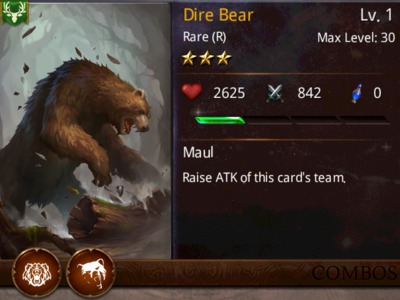 Dire Bear
Lv. 1
Rare (R)
Max Level: 30
2625
842
0
Maul
Raise ATK of this card's team.
COMBOS